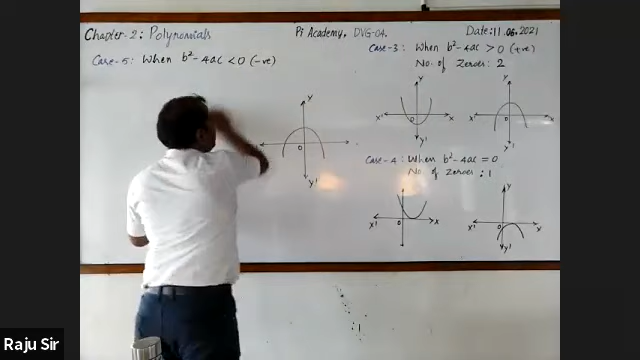 Chapter-2: Polynomials
Pi Academy, DVG-04.
Date: 11.06.2021
Case-5: When b²-4ac < 0 (-ve)
Case-3: When b²-4ac > 0 (+ve)
No. of Zeroes: 2
Y
O
Y'
X' O X
Y
Y'
X' O X
Y
Y'
Case-4: When b²-4ac = 0
No. of Zeroes: 1
X' O X
X' O X
Y
Y'
Raju Sir